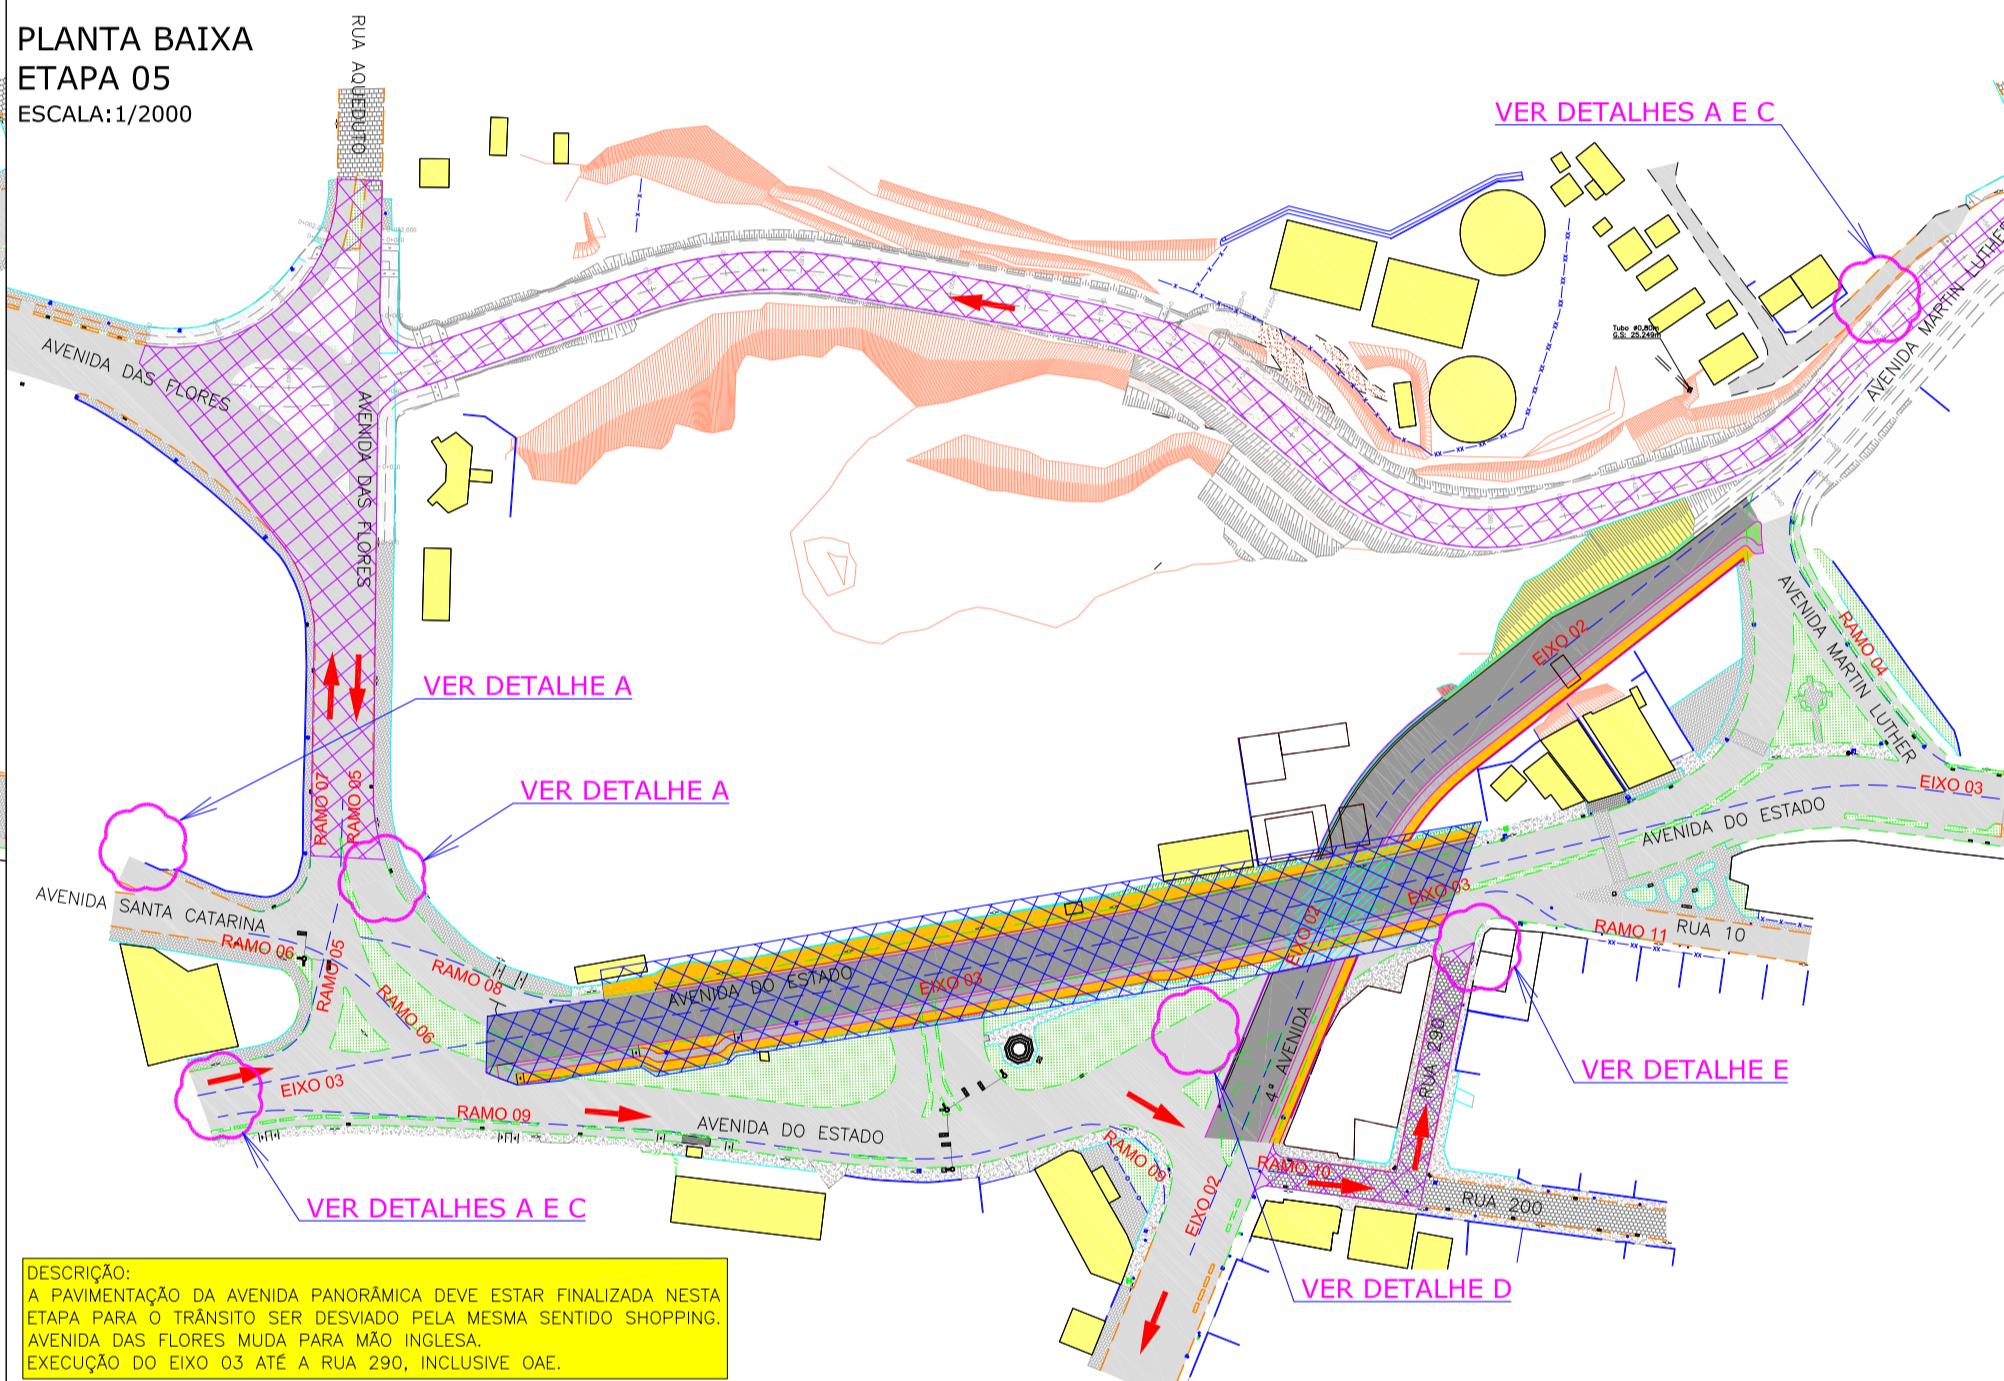 PLANTA BAIXA
ETAPA 05
ESCALA:1/2000
RUA AQUEDUTO
VER DETALHES A E C
AVENIDA MARTIN LUTHER
Tubo
AVENIDA DAS FLORES
AVENIDA DAS FLORES
EIXO 02
AVENIDA MARTIN LUTHER
RAMO 04
VER DETALHE A
VER DETALHE A
RAMO 07
RAMO 05
EIXO 03
AVENIDA DO ESTADO
AVENIDA SANTA CATARINA
RAMO 06
RAMO 05
RAMO 08
RAMO 06
AVENIDA DO ESTADO
EIXO 03
EIXO 02
EIXO 03
RAMO 11
RUA 10
EIXO 03
RAMO 09
AVENIDA DO ESTADO
4ª AVENIDA
RUA 290
VER DETALHE E
RAMO 09
RAMO 10
EIXO 02
RUA 200
VER DETALHES A E C
VER DETALHE D
DESCRIÇÃO:
A PAVIMENTAÇÃO DA AVENIDA PANORÂMICA DEVE ESTAR FINALIZADA NESTA
ETAPA PARA O TRÂNSITO SER DESVIADO PELA MESMA SENTIDO SHOPPING.
AVENIDA DAS FLORES MUDA PARA MÃO INGLESA.
EXECUÇÃO DO EIXO 03 ATÉ A RUA 290, INCLUSIVE OAE.